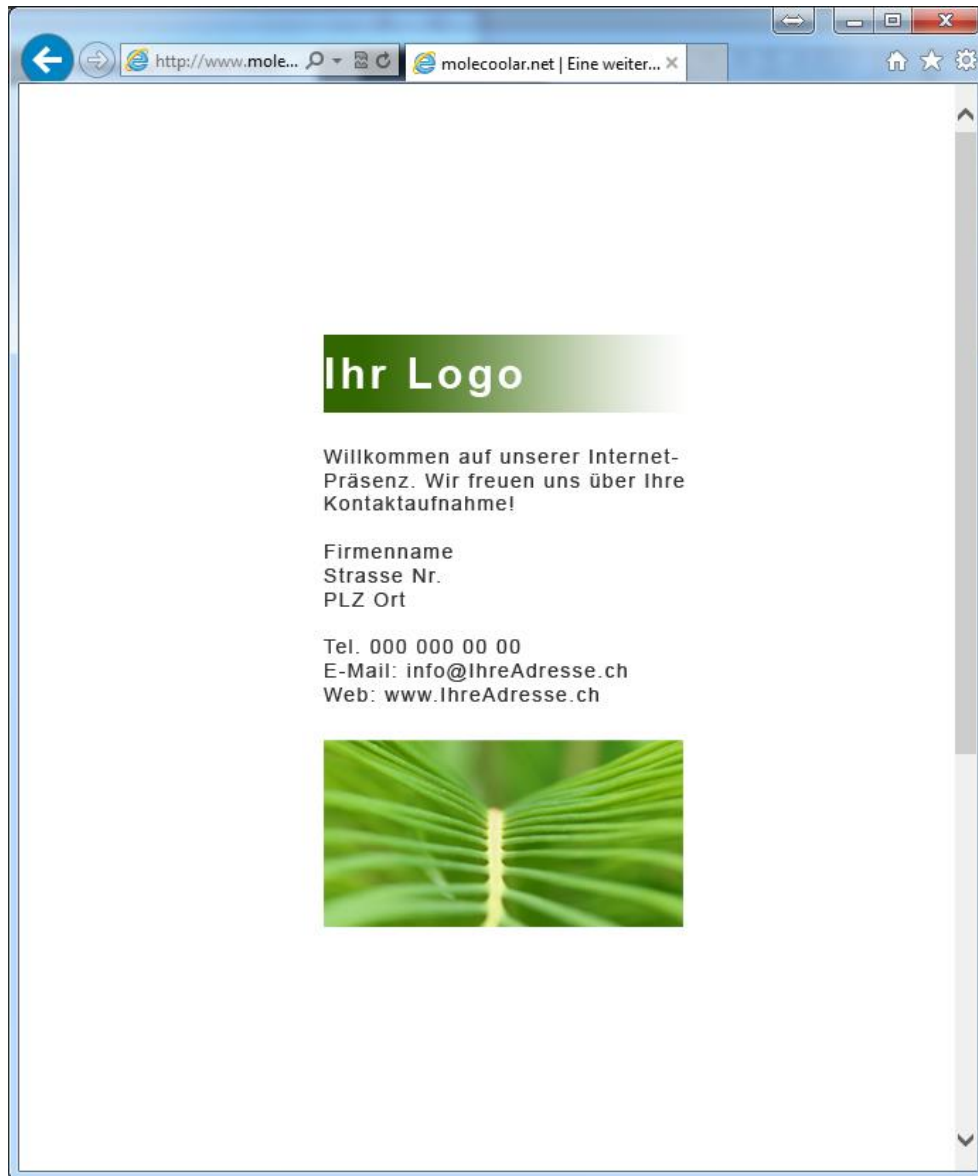 http://www.mole...
molecoolar.net | Eine weiter...
Ihr Logo
Willkommen auf unserer Internet-
Präsenz. Wir freuen uns über Ihre
Kontaktaufnahme!
Firmenname
Strasse Nr.
PLZ Ort
Tel. 000 000 00 00
E-Mail: info@IhreAdresse.ch
Web: www.IhreAdresse.ch